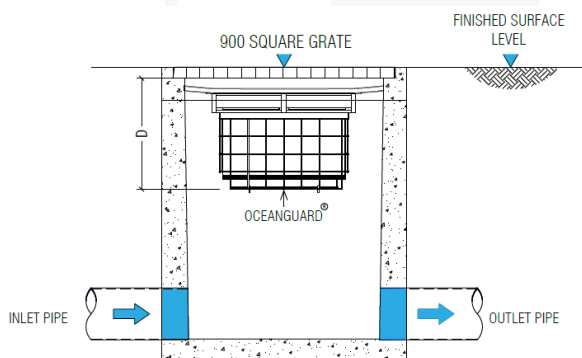 FINISHED SURFACE
LEVEL
900 SQUARE GRATE
D
OCEANGUARD®
INLET PIPE
OUTLET PIPE